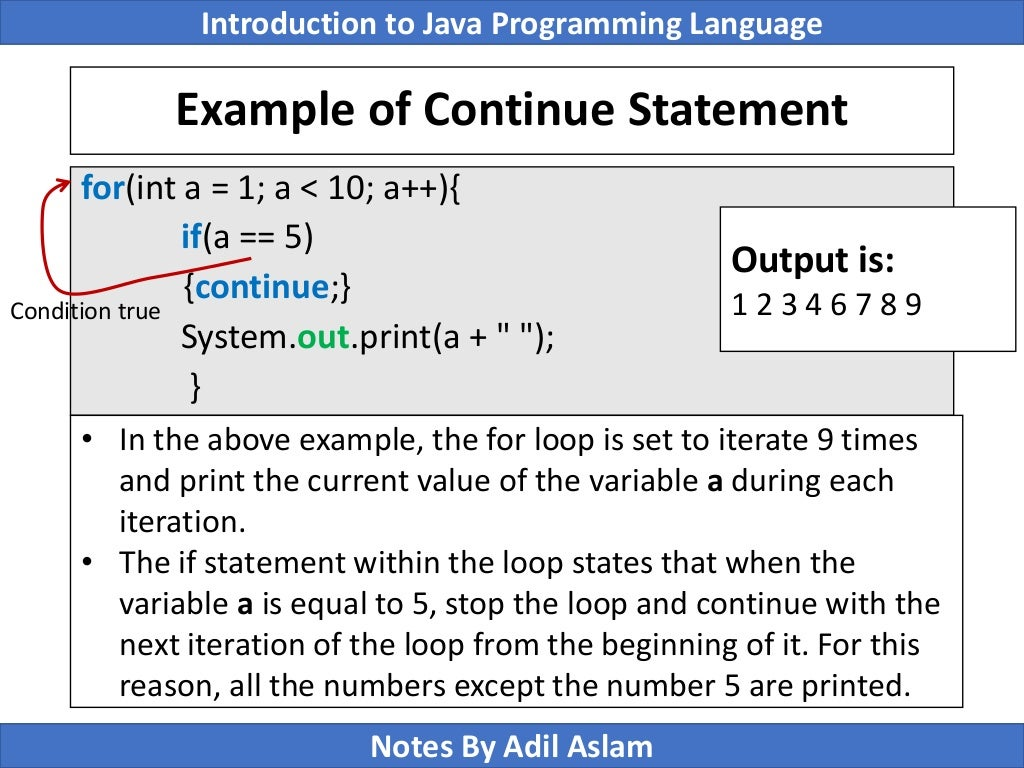 Introduction to Java Programming Language
Example of Continue Statement
for(int a = 1; a < 10; a++){
if(a == 5)
{continue;}
System.out.print(a + " ");
}
Condition true
Output is:
1 2 3 4 6 7 8 9
• In the above example, the for loop is set to iterate 9 times
and print the current value of the variable a during each
iteration.
• The if statement within the loop states that when the
variable a is equal to 5, stop the loop and continue with the
next iteration of the loop from the beginning of it. For this
reason, all the numbers except the number 5 are printed.
Notes By Adil Aslam